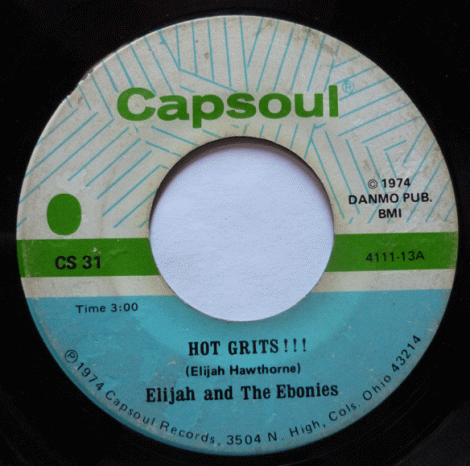 Capsoul®
© 1974
DANMO PUB.
BMI
CS 31
4111-13A
Time 3:00
HOT GRITS!!!
(Elijah Hawthorne)
Elijah and The Ebonies
℗1974 Capsoul Records, 3504 N. High, Cols. Ohio 43214